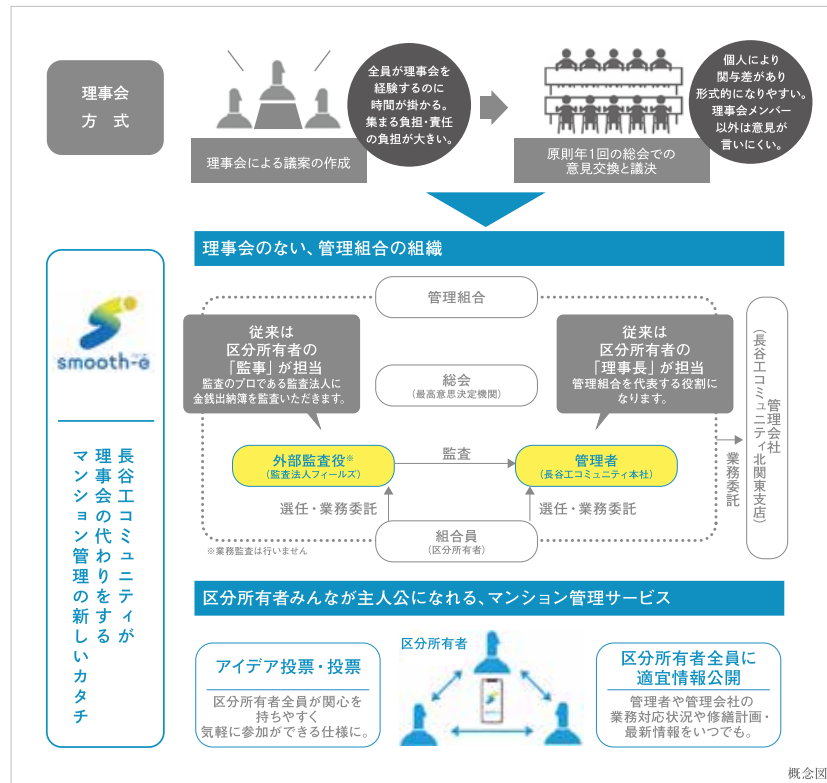 理事会
方　式
全員が理事会を
経験するのに
時間が掛かる。
集まる負担・責任
の負担が大きい。
理事会による議案の作成
原則年1回の総会での
意見交換と議決
個人により
関与差があり
形式的になりやすい。
理事会メンバー
以外は意見が
言いにくい。
smooth-e
長谷工コミュニティが
理事会の代わりをする
マンション管理の新しいカタチ
理事会のない、管理組合の組織
管理組合
従来は
区分所有者の
「監事」が担当
監査のプロである監査法人に
金銭出納簿を監査いただきます。
総会
(最高意思決定機関)
従来は
区分所有者の
「理事長」が担当
管理組合を代表する役割に
なります。
外部監査役※
(監査法人フィールズ)
監査
管理者
(長谷工コミュニティ本社)
選任・業務委託
選任・業務委託
組合員
(区分所有者)
※業務監査は行いません
業務委託
管理会社
(長谷工コミュニティ北関東支店)
区分所有者みんなが主人公になれる、マンション管理サービス
アイデア投票・投票
区分所有者全員が関心を
持ちやすく
気軽に参加ができる仕様に。
区分所有者
区分所有者全員に
適宜情報公開
管理者や管理会社の
業務対応状況や修繕計画・
最新情報をいつでも。
概念図